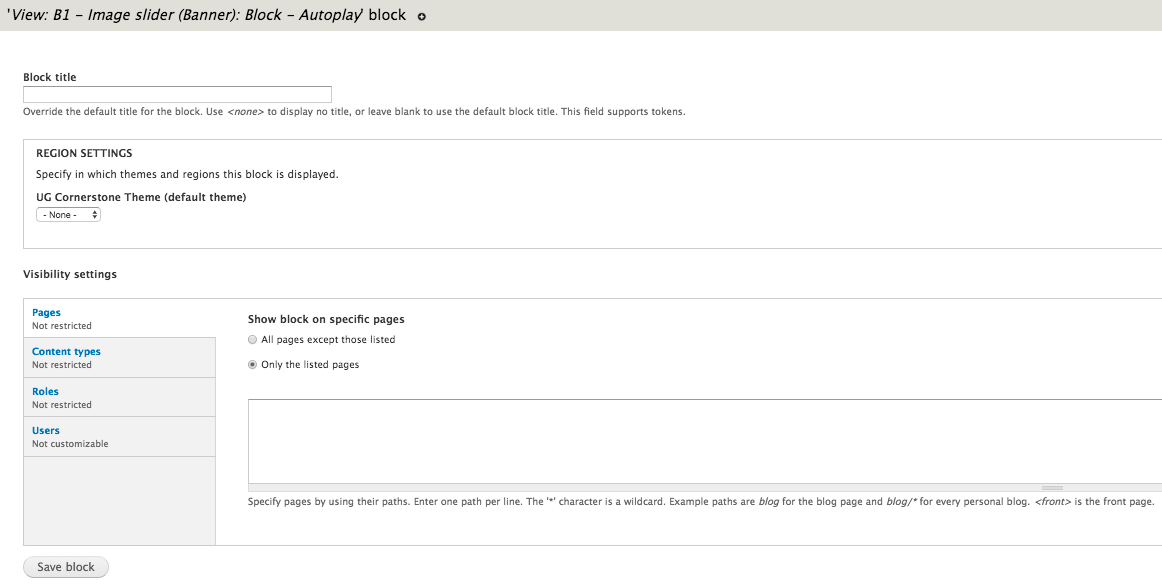 'View: B1 - Image slider (Banner): Block - Autoplay' block
Block title
Override the default title for the block. Use <none> to display no title, or leave blank to use the default block title. This field supports tokens.
REGION SETTINGS
Specify in which themes and regions this block is displayed.
UG Cornerstone Theme (default theme)
- None -
Visibility settings
Pages
Not restricted
Content types
Not restricted
Roles
Not restricted
Users
Not customizable
Show block on specific pages
All pages except those listed
Only the listed pages
Specify pages by using their paths. Enter one path per line. The '*' character is a wildcard. Example paths are blog for the blog page and blog/* for every personal blog. <front> is the front page.
Save block